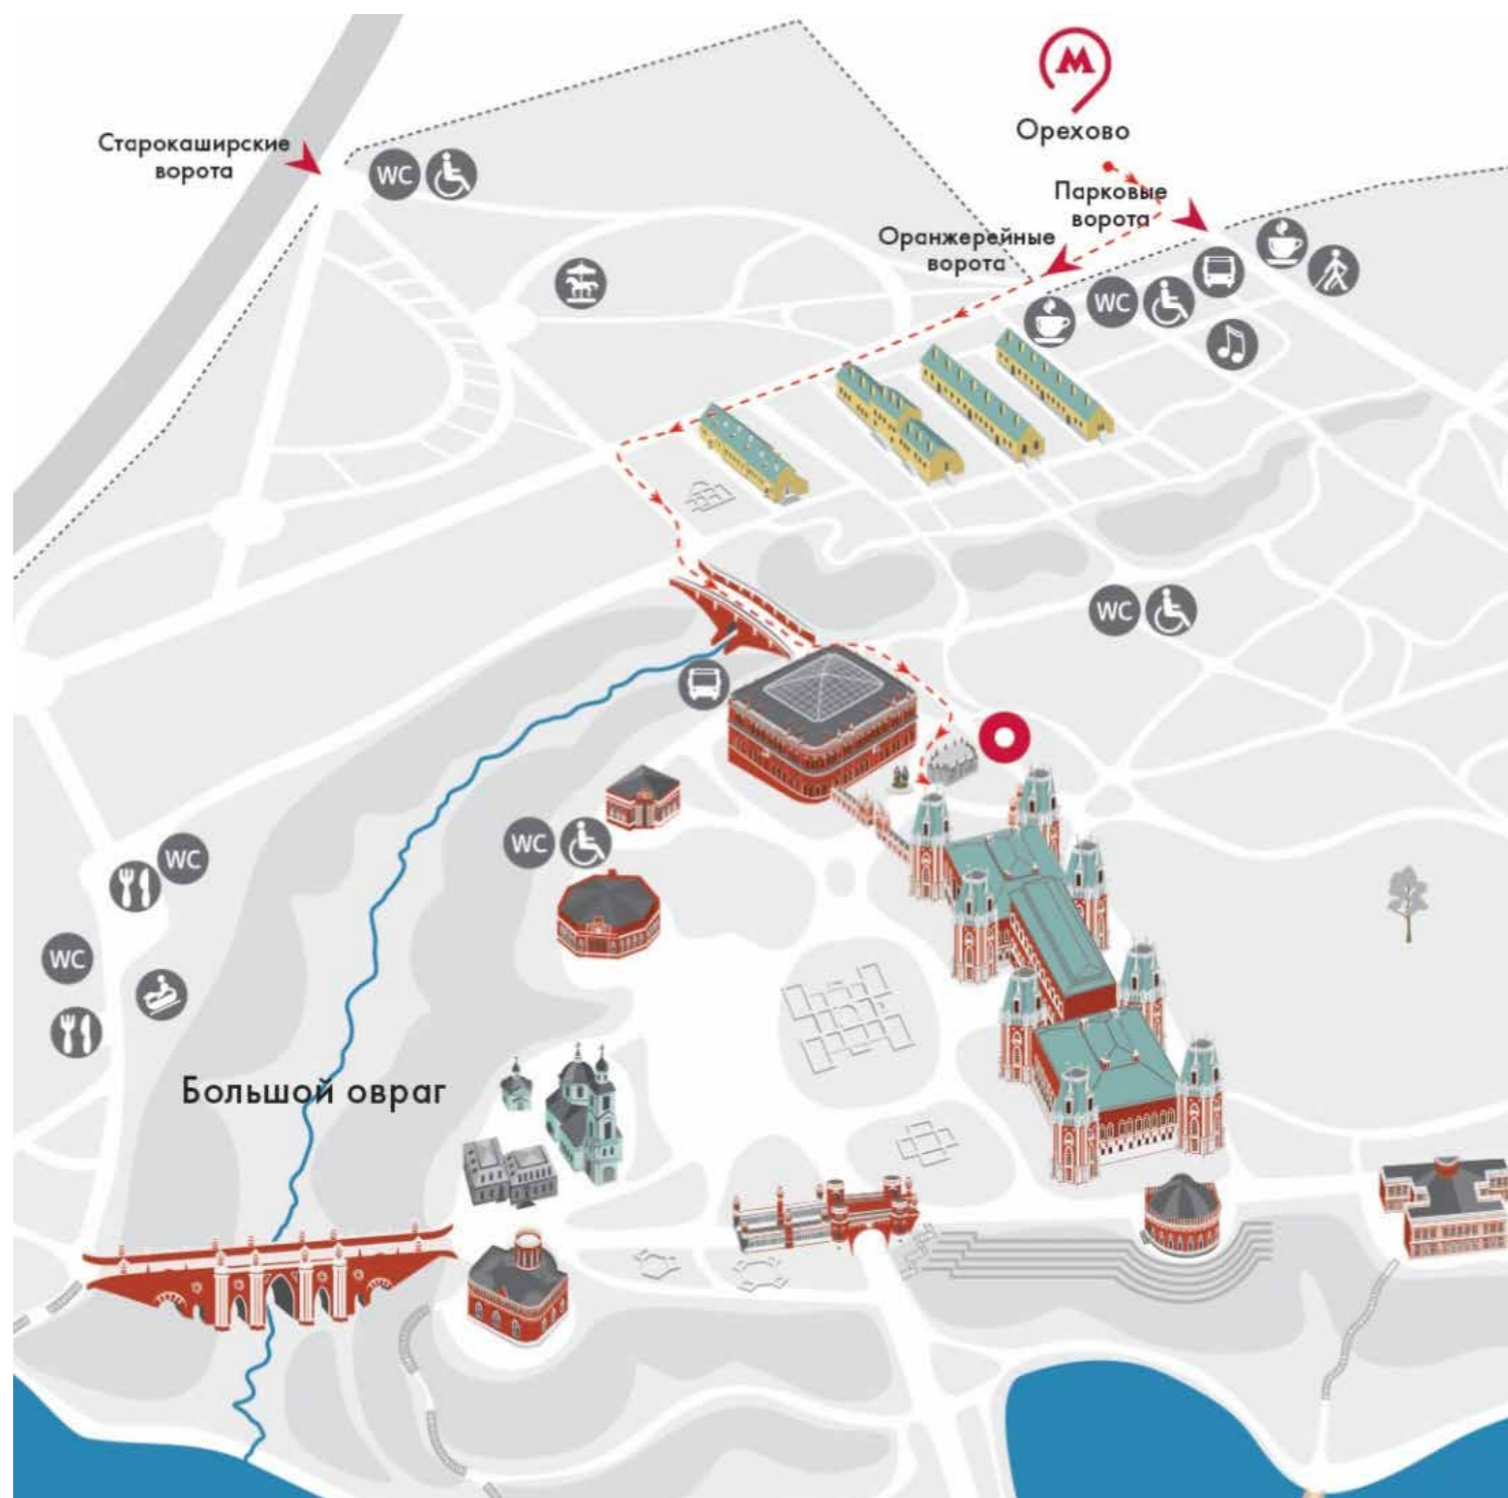 М
Орехово
Старокаширские
ворота
WC
Парковые
ворота
Оранжерейные
ворота
WC
WC
WC
WC
WC
Большой овраг